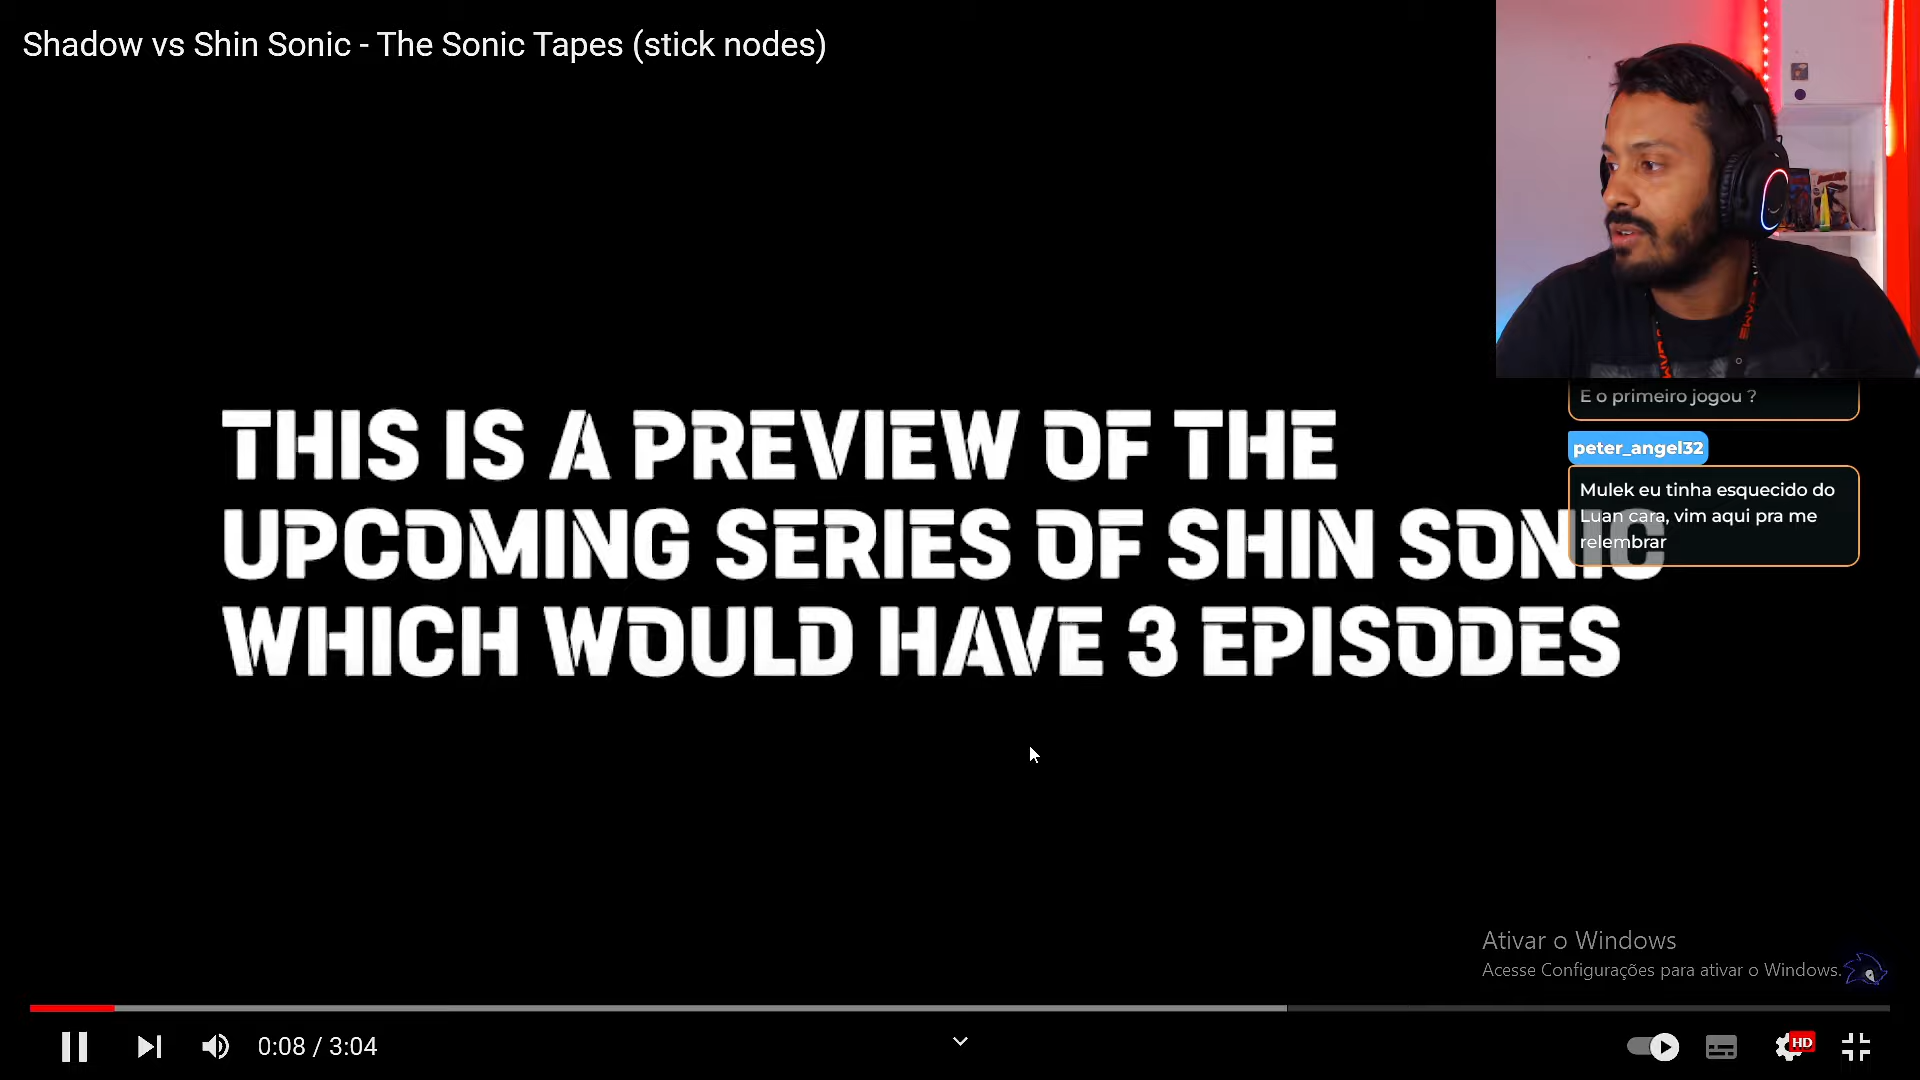 Shadow vs Shin Sonic - The Sonic Tapes (stick nodes)
E o primeiro jogou ?
peter_angel32
Mulek eu tinha esquecido do
Luan cara, vim aqui pra me
relembrar
THIS IS A PREVIEW OF THE
UPCOMING SERIES OF SHIN SONIC
WHICH WOULD HAVE 3 EPISODES
Ativar o Windows
Acesse Configurações para ativar o Windows.
0:08 / 3:04
HD